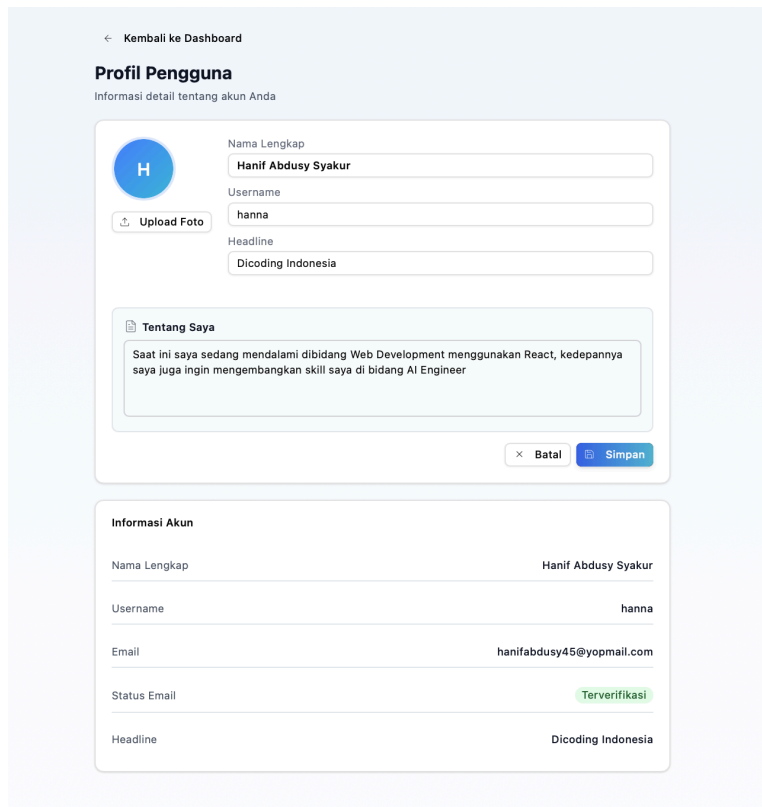 Kembali ke Dashboard
Profil Pengguna
Informasi detail tentang akun Anda
H
Upload Foto
Nama Lengkap
Hanif Abdusy Syakur
Username
hanna
Headline
Dicoding Indonesia
Tentang Saya
Saat ini saya sedang mendalami dibidang Web Development menggunakan React, kedepannya
saya juga ingin mengembangkan skill saya di bidang AI Engineer
Batal
Simpan
Informasi Akun
Nama Lengkap
Hanif Abdusy Syakur
Username
hanna
Email
hanifabdusy45@yopmail.com
Status Email
Terverifikasi
Headline
Dicoding Indonesia